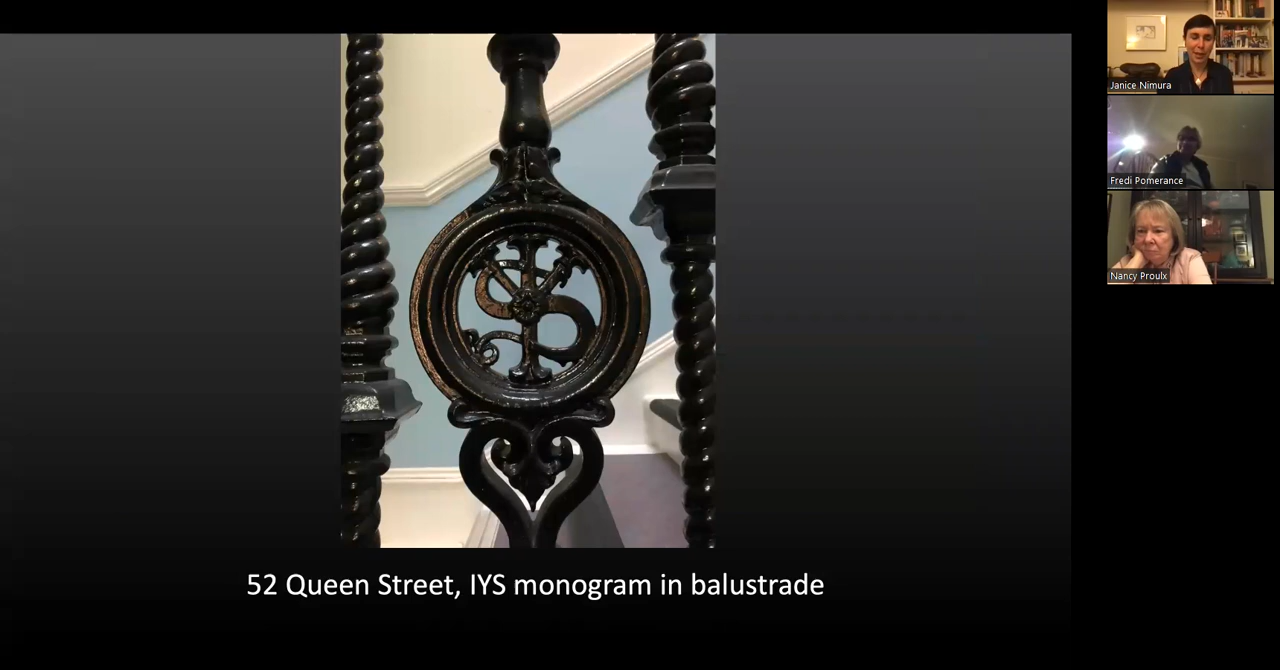 52 Queen Street, IYS monogram in balustrade
Janice Nimura
Fredi Pomerance
Nancy Proulx